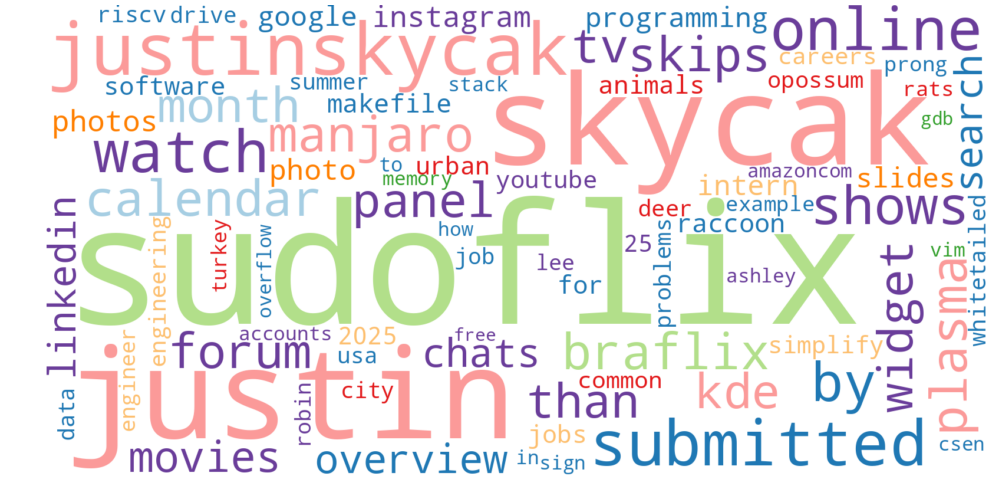 riscv
drive
google
instagram
programming
online
justinskycak
tv
skips
careers
prong
software
summer
stack
animals
opossum
rats
search
month
makefile
skycak
gdb
photos
manjaro
watch
photo
to
urban
memory
youtube
amazoncom
intern
slides
calendar
panel
deer
example
shows
raccoon
whitetailed
linkedin
engineering
turkey
overflow
sudoflix
how
job
lee
25
for
problems
ashley
vim
widget
plasma
accounts
2025
free
forum
usa
chats
braflix
simplify
engineer
justin
city
common
than
kde
by
data
robin
jobs
submitted
movies
overview
in
sign
csen